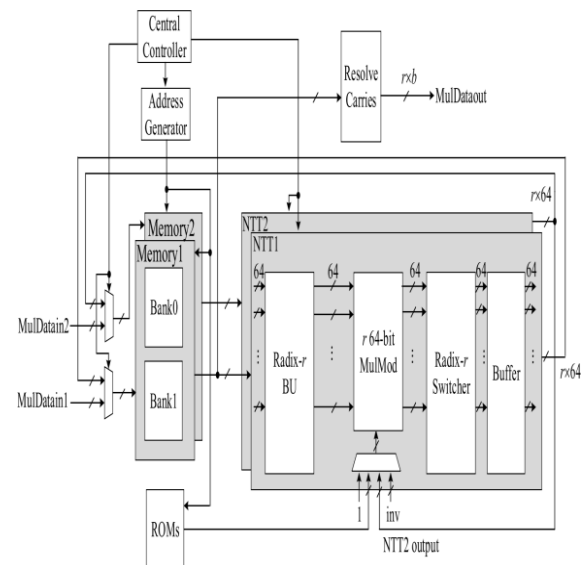 Central
Controller
Address
Generator
Resolve
Carries
r×b
MulDataout
r×64
NTT2
NTT1
Memory2
Memory1
Bank0
Bank1
MulDatain2
MulDatain1
64
64
64
64
64
Radix-r
BU
r 64-bit
MulMod
Radix-r
Switcher
Buffer
r×64
1
inv
ROMs
NTT2 output